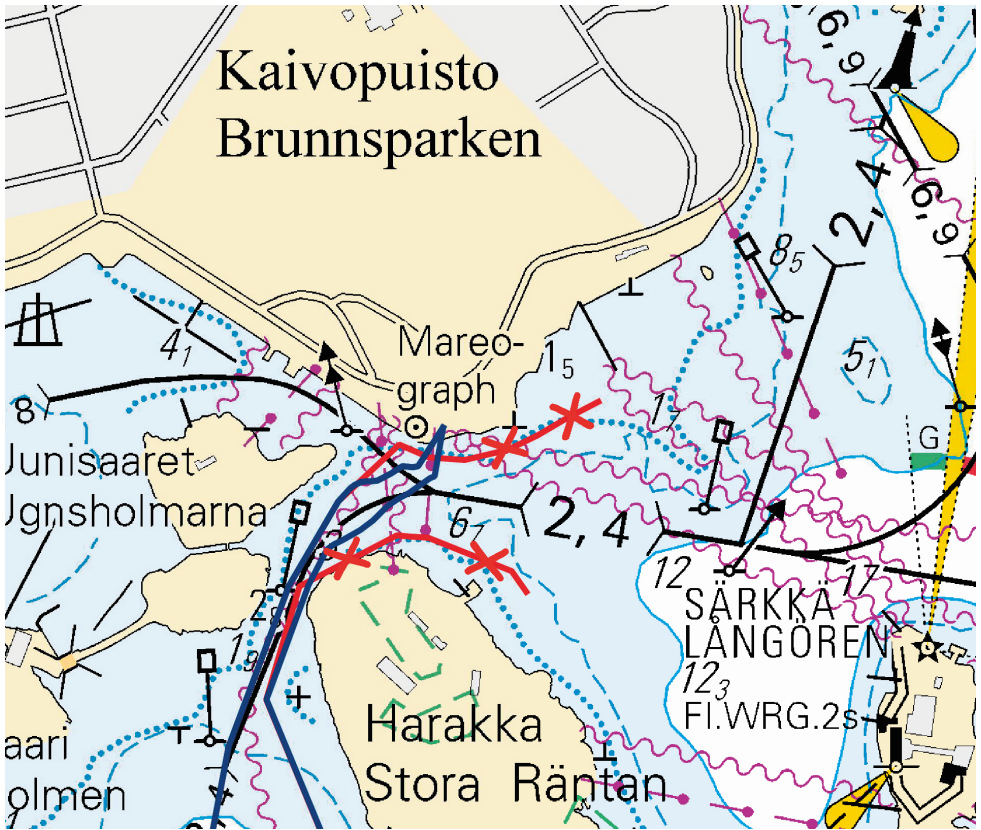 Kaivopuisto
Brunnsparken
6,9
6,9
2,4
8₅
4₁
Mareo-
graph
1₅
5₁
8
1₇
G
Junisaaret
Ugnsholmarna
6₇
2,4
12
17
SÄRKKÄ
LÅNGÖREN
2₈
1₉
12₃
Fl.WRG.2s
Harakka
Stora Räntan
aari
olmen